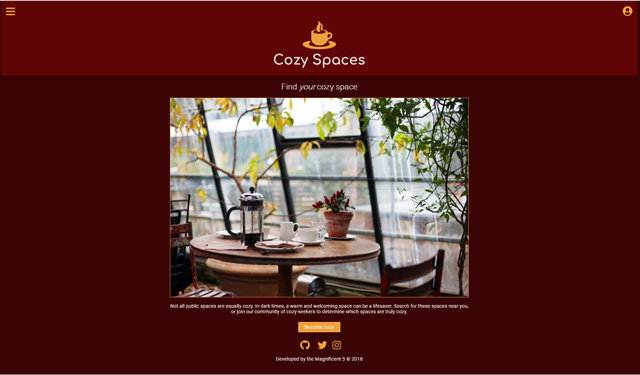 Cozy Spaces
Find your cozy space
Not all public spaces are equally cozy. In dark times, a warm and welcoming space can be a lifesaver. Search for these spaces near you,
or join our community of cozy-seekers to determine which spaces are truly cozy.
Become cozy
Developed by the Magnificent 5 © 2018